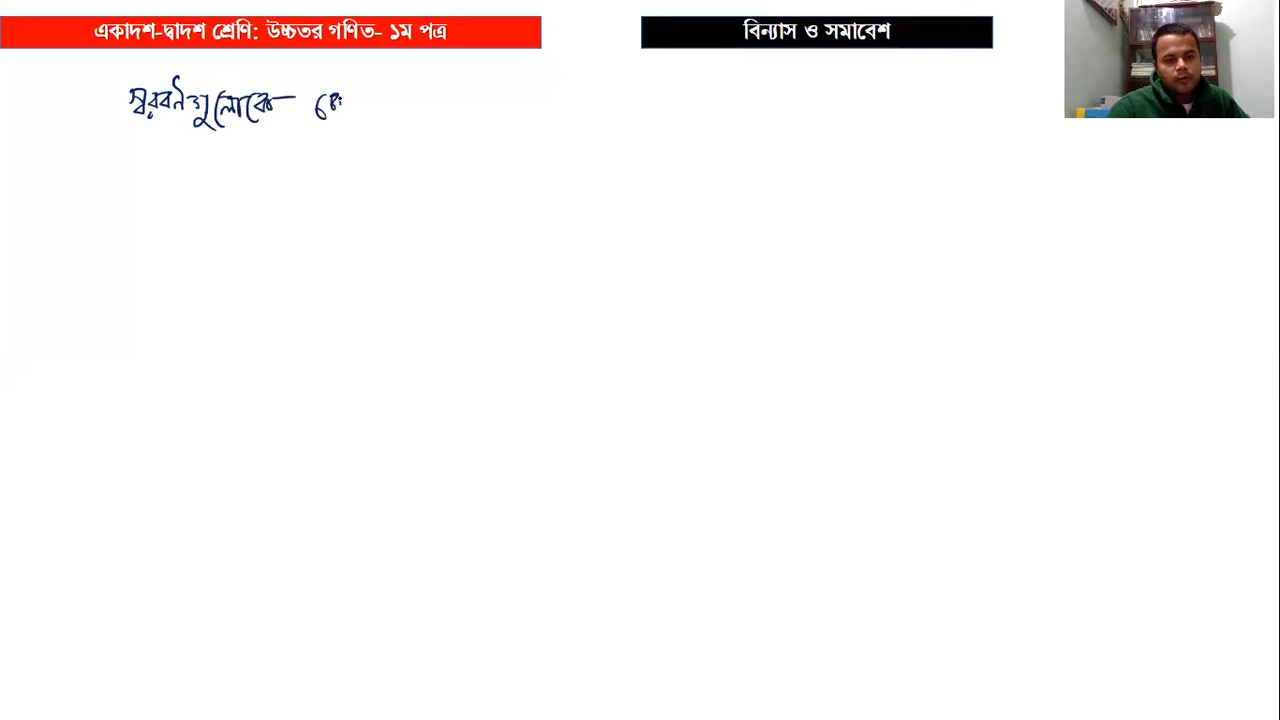 একাদশ-দ্বাদশ শ্রেণি: উচ্চতর গণিত- ১ম পত্র
বিন্যাস ও সমাবেশ
স্বরবর্ণগুলোকে